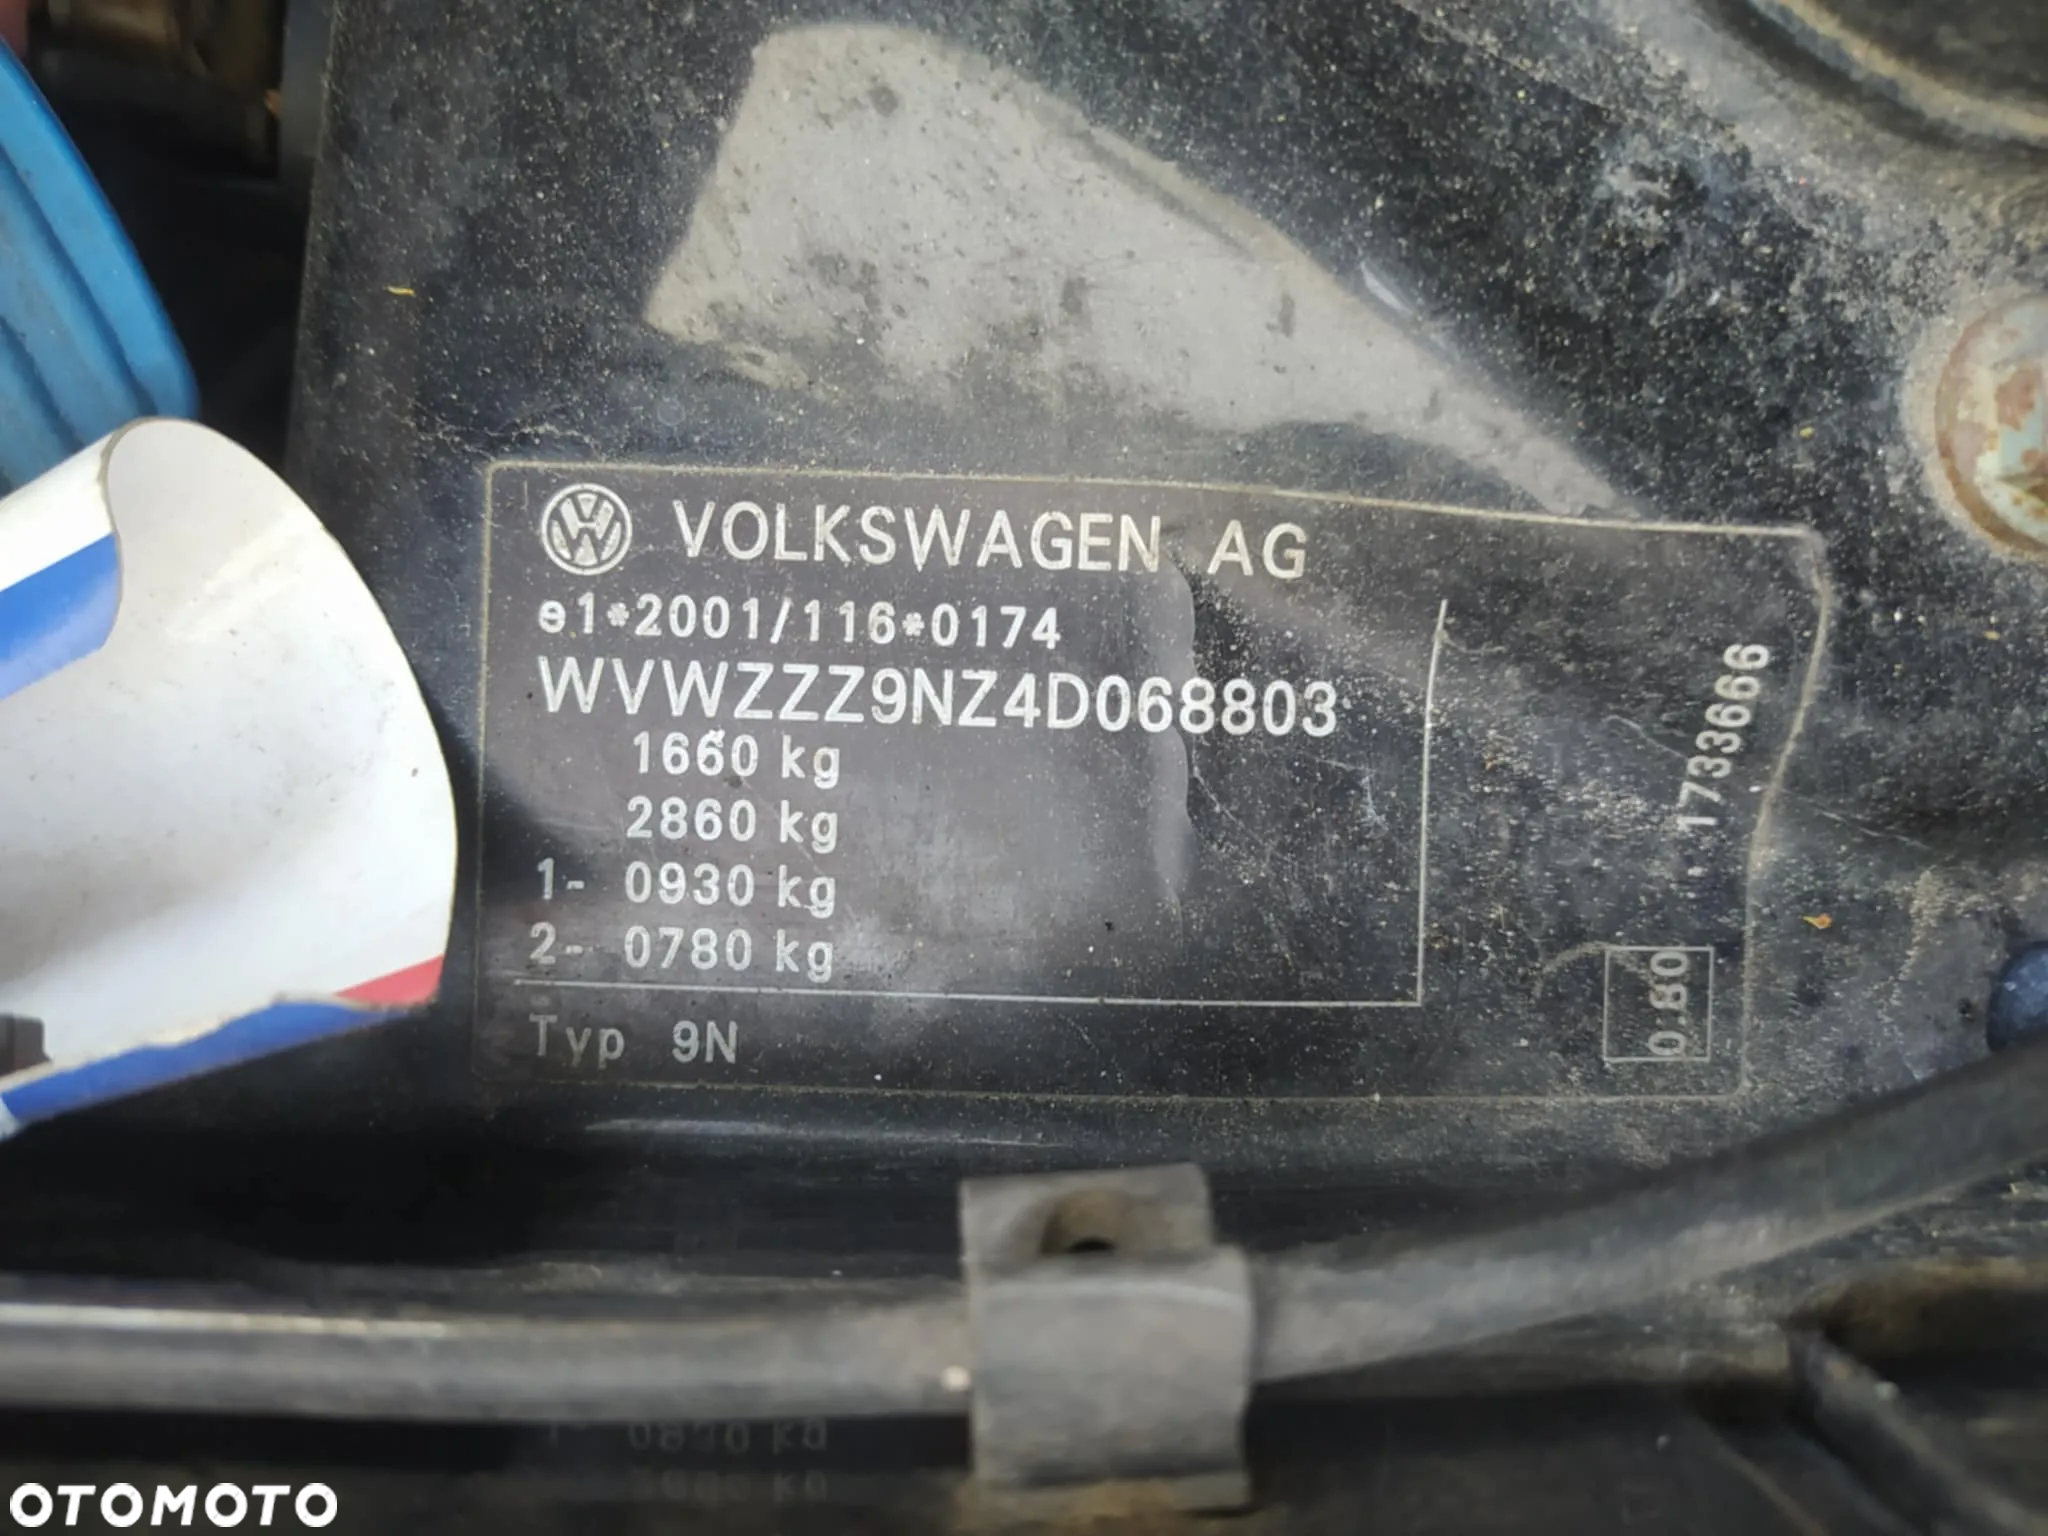 VOLKSWAGEN AG
e1*2001/116*0174
WVWZZZ9NZ4D068803
1660 kg
2860 kg
1- 0930 kg
2- 0780 kg
Typ 9N
1733666
0.80
OTOMOTO